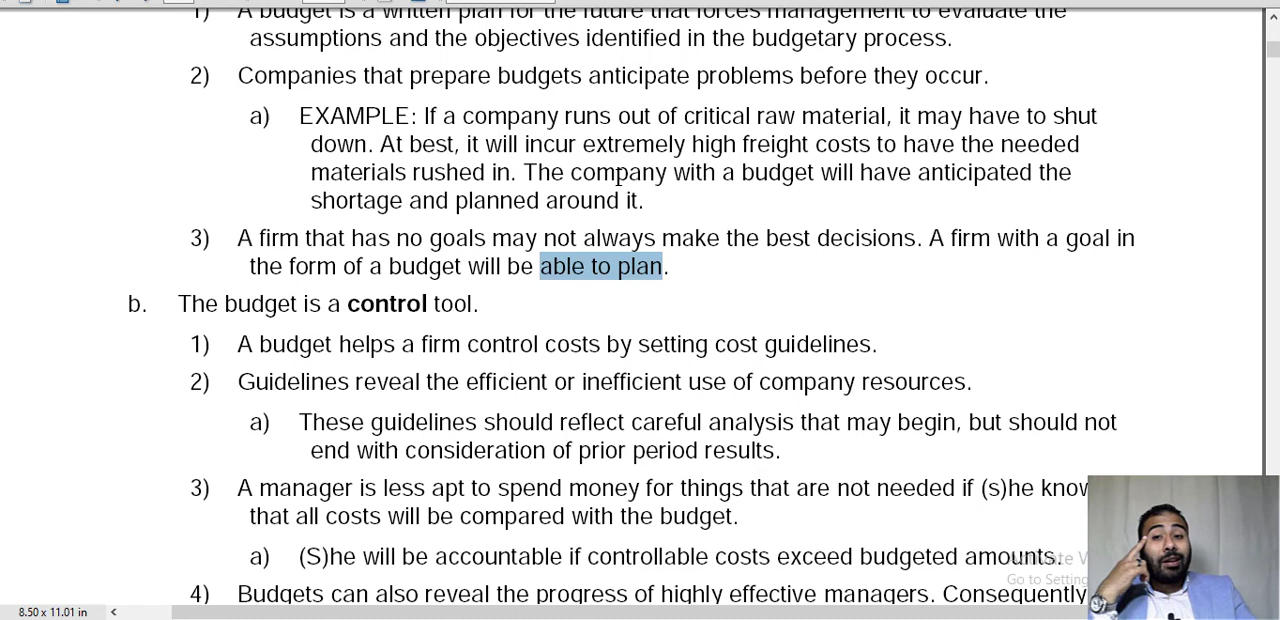 1) A budget is a written plan for the future that forces management to evaluate the
assumptions and the objectives identified in the budgetary process.
2) Companies that prepare budgets anticipate problems before they occur.
a) EXAMPLE: If a company runs out of critical raw material, it may have to shut
down. At best, it will incur extremely high freight costs to have the needed
materials rushed in. The company with a budget will have anticipated the
shortage and planned around it.
3) A firm that has no goals may not always make the best decisions. A firm with a goal in
the form of a budget will be able to plan.
b. The budget is a control tool.
1) A budget helps a firm control costs by setting cost guidelines.
2) Guidelines reveal the efficient or inefficient use of company resources.
a) These guidelines should reflect careful analysis that may begin, but should not
end with consideration of prior period results.
3) A manager is less apt to spend money for things that are not needed if (s)he know
that all costs will be compared with the budget.
a) (S)he will be accountable if controllable costs exceed budgeted amounts.
Go to Setting
4) Budgets can also reveal the progress of highly effective managers. Consequently
8.50 x 11.01 in